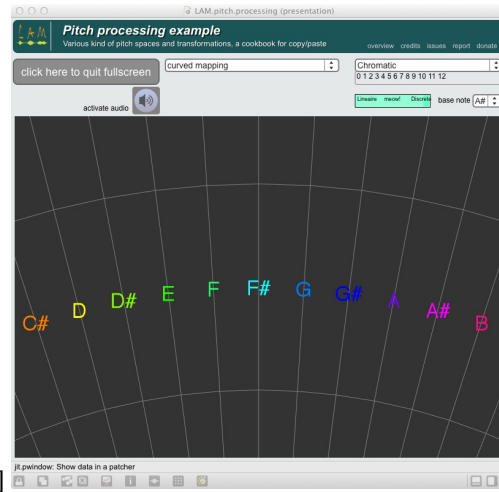 LAM.pitch.processing (presentation)
LAM
Pitch processing example
Various kind of pitch spaces and transformations, a cookbook for copy/paste
overview credits issues report donate
click here to quit fullscreen
curved mapping
Chromatic
0 1 2 3 4 5 6 7 8 9 10 11 12
activate audio
Lineaire meow! Discrete
base note A#
C# D D# E F F# G G# A A# B
jit.pwindow: Show data in a patcher